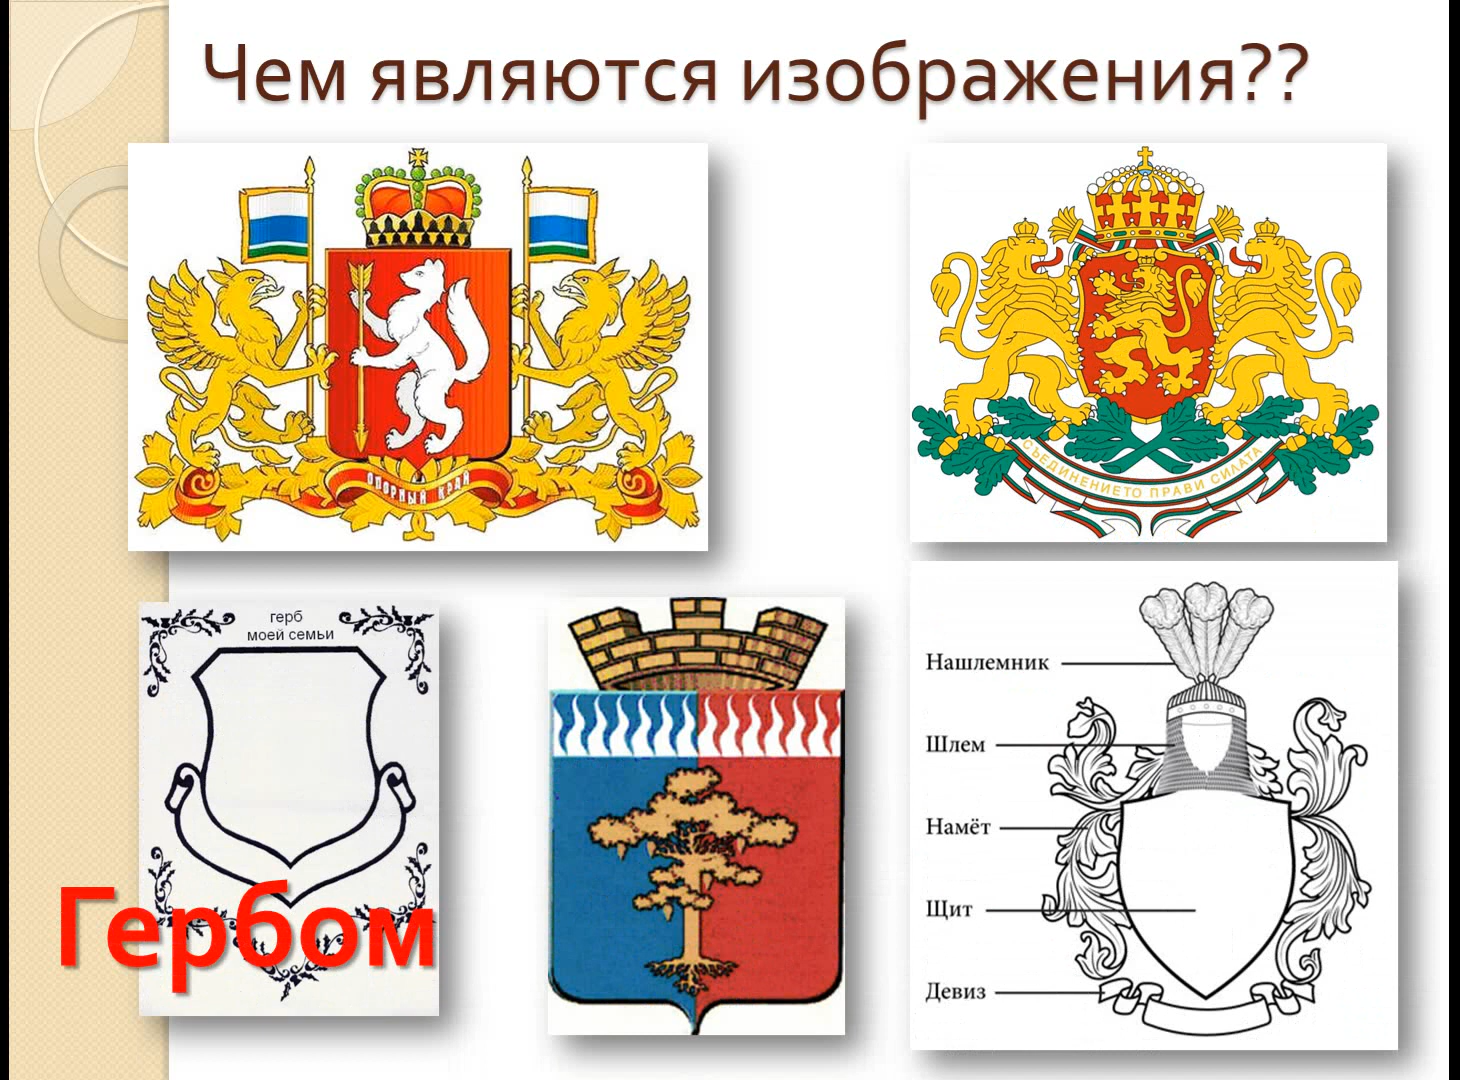 Чем являются изображения??
ОПОРНЫЙ КРАЙ
СЪЕДИНЕНИЕТО ПРАВИ СИЛАТА
герб
моей семьи
Гербом
Нашлемник
Шлем
Намёт
Щит
Девиз